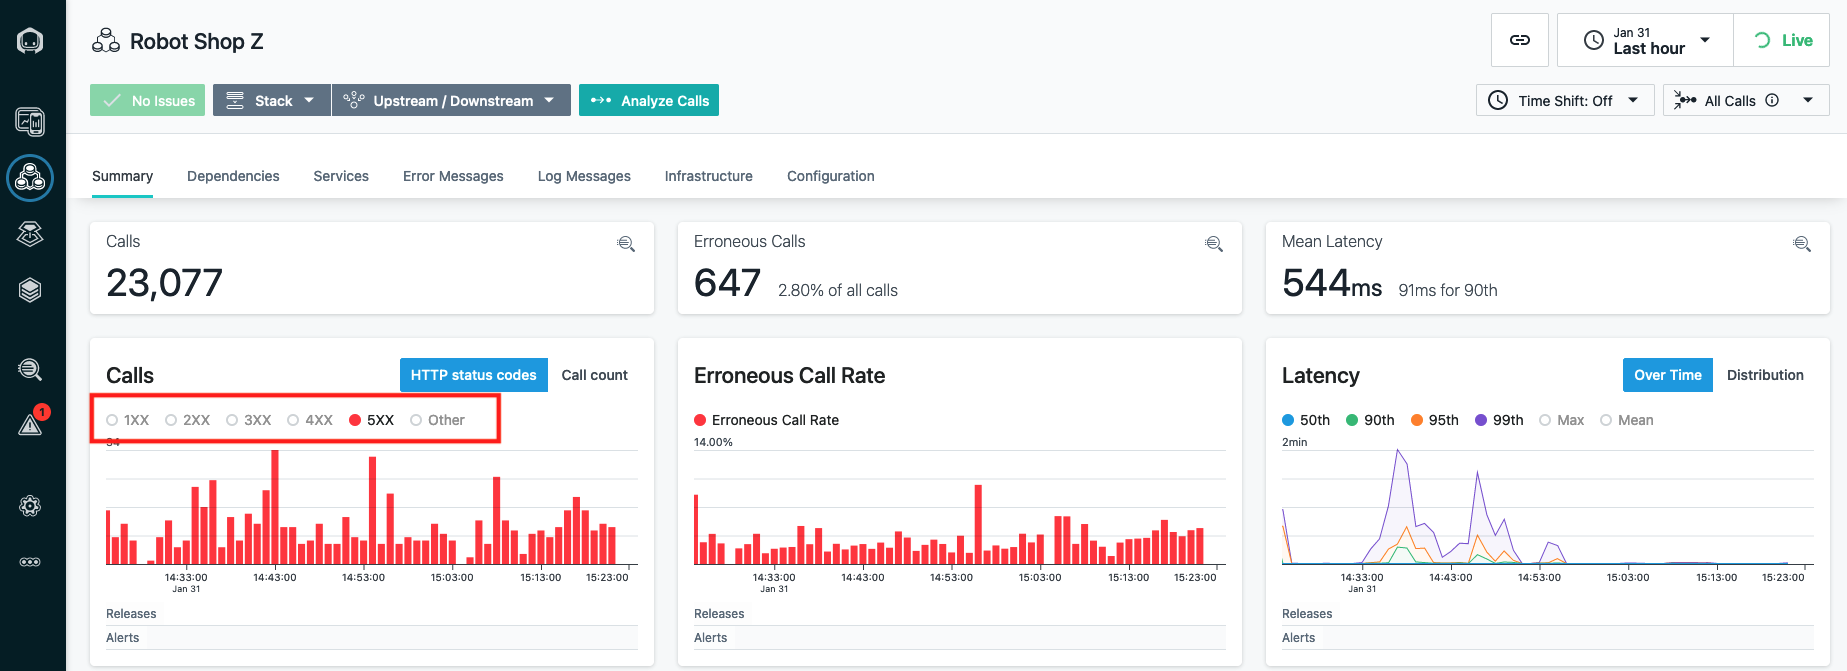 Robot Shop Z
Jan 31
Last hour
Live
No Issues
Stack
Upstream / Downstream
Analyze Calls
Time Shift: Off
All Calls
Summary
Dependencies
Services
Error Messages
Log Messages
Infrastructure
Configuration
1
Calls
23,077
Erroneous Calls
647 2.80% of all calls
Mean Latency
544ms 91ms for 90th
Calls
HTTP status codes
Call count
1XX 2XX 3XX 4XX 5XX Other
94
14:33:00 14:43:00 14:53:00 15:03:00 15:13:00 15:23:00
Jan 31
Releases
Alerts
Erroneous Call Rate
Erroneous Call Rate
14.00%
14:33:00 14:43:00 14:53:00 15:03:00 15:13:00 15:23:00
Jan 31
Releases
Alerts
Latency
Over Time
Distribution
50th 90th 95th 99th Max Mean
2min
14:33:00 14:43:00 14:53:00 15:03:00 15:13:00 15:23:00
Jan 31
Releases
Alerts